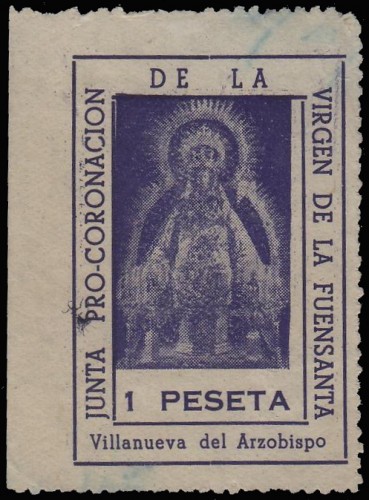 JUNTA PRO-CORONACION
DE LA
VIRGEN DE LA FUENSANTA
1 PESETA
Villanueva del Arzobispo